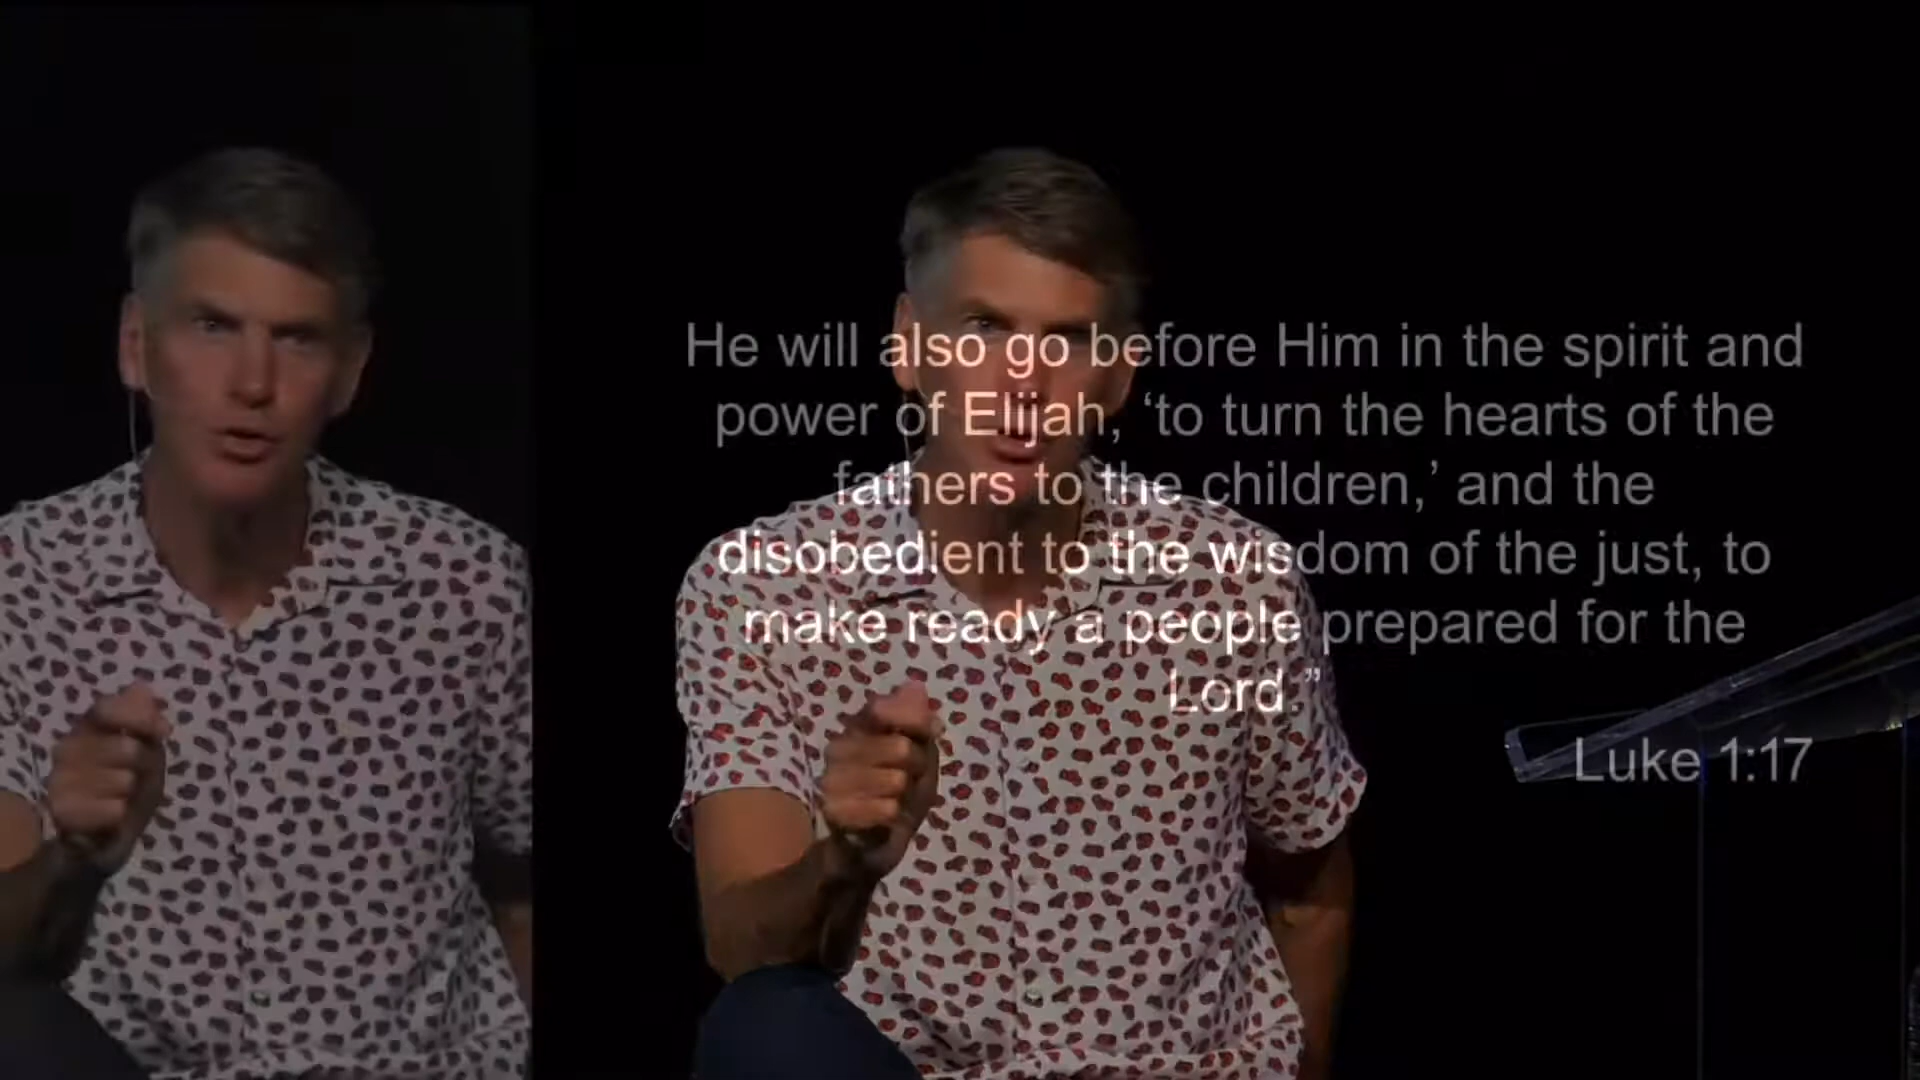 He will also go before Him in the spirit and
power of Elijah, ‘to turn the hearts of the
fathers to the children,’ and the
disobedient to the wisdom of the just, to
make ready a people prepared for the
Lord.”
Luke 1:17